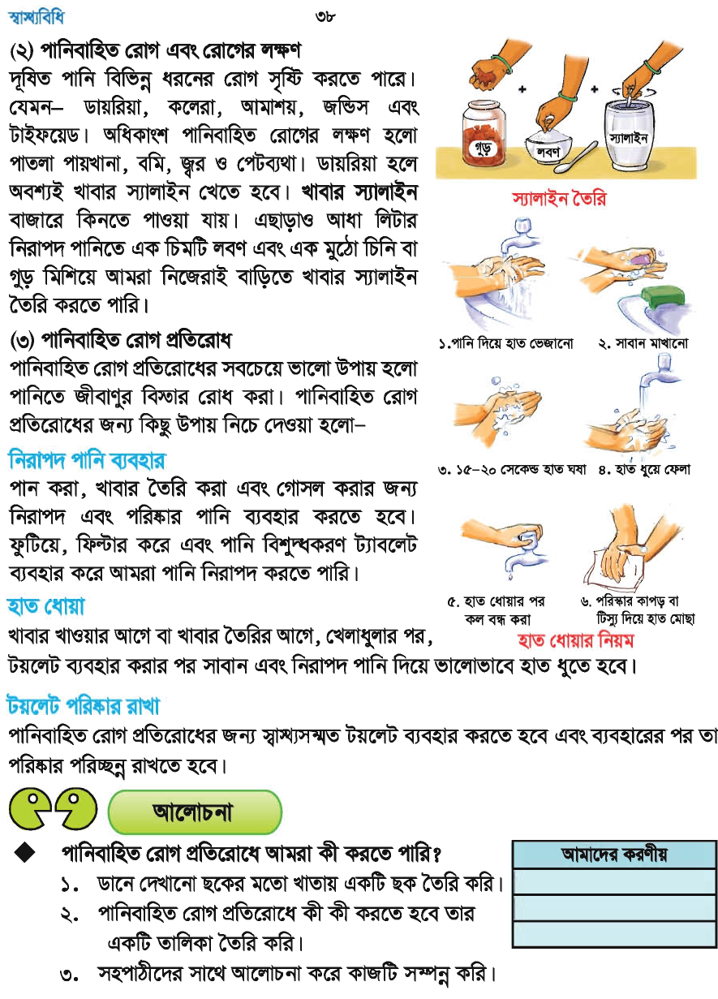 স্বাস্থ্যবিধি
৩৮
(২) পানিবাহিত রোগ এবং রোগের লক্ষণ
দূষিত পানি বিভিন্ন ধরনের রোগ সৃষ্টি করতে পারে।
যেমন– ডায়রিয়া, কলেরা, আমাশয়, জন্ডিস এবং
টাইফয়েড। অধিকাংশ পানিবাহিত রোগের লক্ষণ হলো
পাতলা পায়খানা, বমি, জ্বর ও পেটব্যথা। ডায়রিয়া হলে
অবশ্যই খাবার স্যালাইন খেতে হবে। খাবার স্যালাইন
বাজারে কিনতে পাওয়া যায়। এছাড়াও আধা লিটার
নিরাপদ পানিতে এক চিমটি লবণ এবং এক মুঠো চিনি বা
গুড় মিশিয়ে আমরা নিজেরাই বাড়িতে খাবার স্যালাইন
তৈরি করতে পারি।
(৩) পানিবাহিত রোগ প্রতিরোধ
পানিবাহিত রোগ প্রতিরোধের সবচেয়ে ভালো উপায় হলো
পানিতে জীবাণুর বিস্তার রোধ করা। পানিবাহিত রোগ
প্রতিরোধের জন্য কিছু উপায় নিচে দেওয়া হলো–
নিরাপদ পানি ব্যবহার
পান করা, খাবার তৈরি করা এবং গোসল করার জন্য
নিরাপদ এবং পরিষ্কার পানি ব্যবহার করতে হবে।
ফুটিয়ে, ফিল্টার করে এবং পানি বিশুদ্ধকরণ ট্যাবলেট
ব্যবহার করে আমরা পানি নিরাপদ করতে পারি।
হাত ধোয়া
খাবার খাওয়ার আগে বা খাবার তৈরির আগে, খেলাধুলার পর,
টয়লেট ব্যবহার করার পর সাবান এবং নিরাপদ পানি দিয়ে ভালোভাবে হাত ধুতে হবে।
+ +
গুড়
লবণ
স্যালাইন
স্যালাইন তৈরি
১.পানি দিয়ে হাত ভেজানো
২. সাবান মাখানো
৩. ১৫–২০ সেকেন্ড হাত ঘষা
৪. হাত ধুয়ে ফেলা
৫. হাত ধোয়ার পর
কল বন্ধ করা
৬. পরিস্কার কাপড় বা
টিস্যু দিয়ে হাত মোছা
হাত ধোয়ার নিয়ম
টয়লেট পরিষ্কার রাখা
পানিবাহিত রোগ প্রতিরোধের জন্য স্বাস্থ্যসম্মত টয়লেট ব্যবহার করতে হবে এবং ব্যবহারের পর তা
পরিষ্কার পরিচ্ছন্ন রাখতে হবে।
আলোচনা
◆ পানিবাহিত রোগ প্রতিরোধে আমরা কী করতে পারি?
১. ডানে দেখানো ছকের মতো খাতায় একটি ছক তৈরি করি।
২. পানিবাহিত রোগ প্রতিরোধে কী কী করতে হবে তার
একটি তালিকা তৈরি করি।
৩. সহপাঠীদের সাথে আলোচনা করে কাজটি সম্পন্ন করি।
আমাদের করণীয়